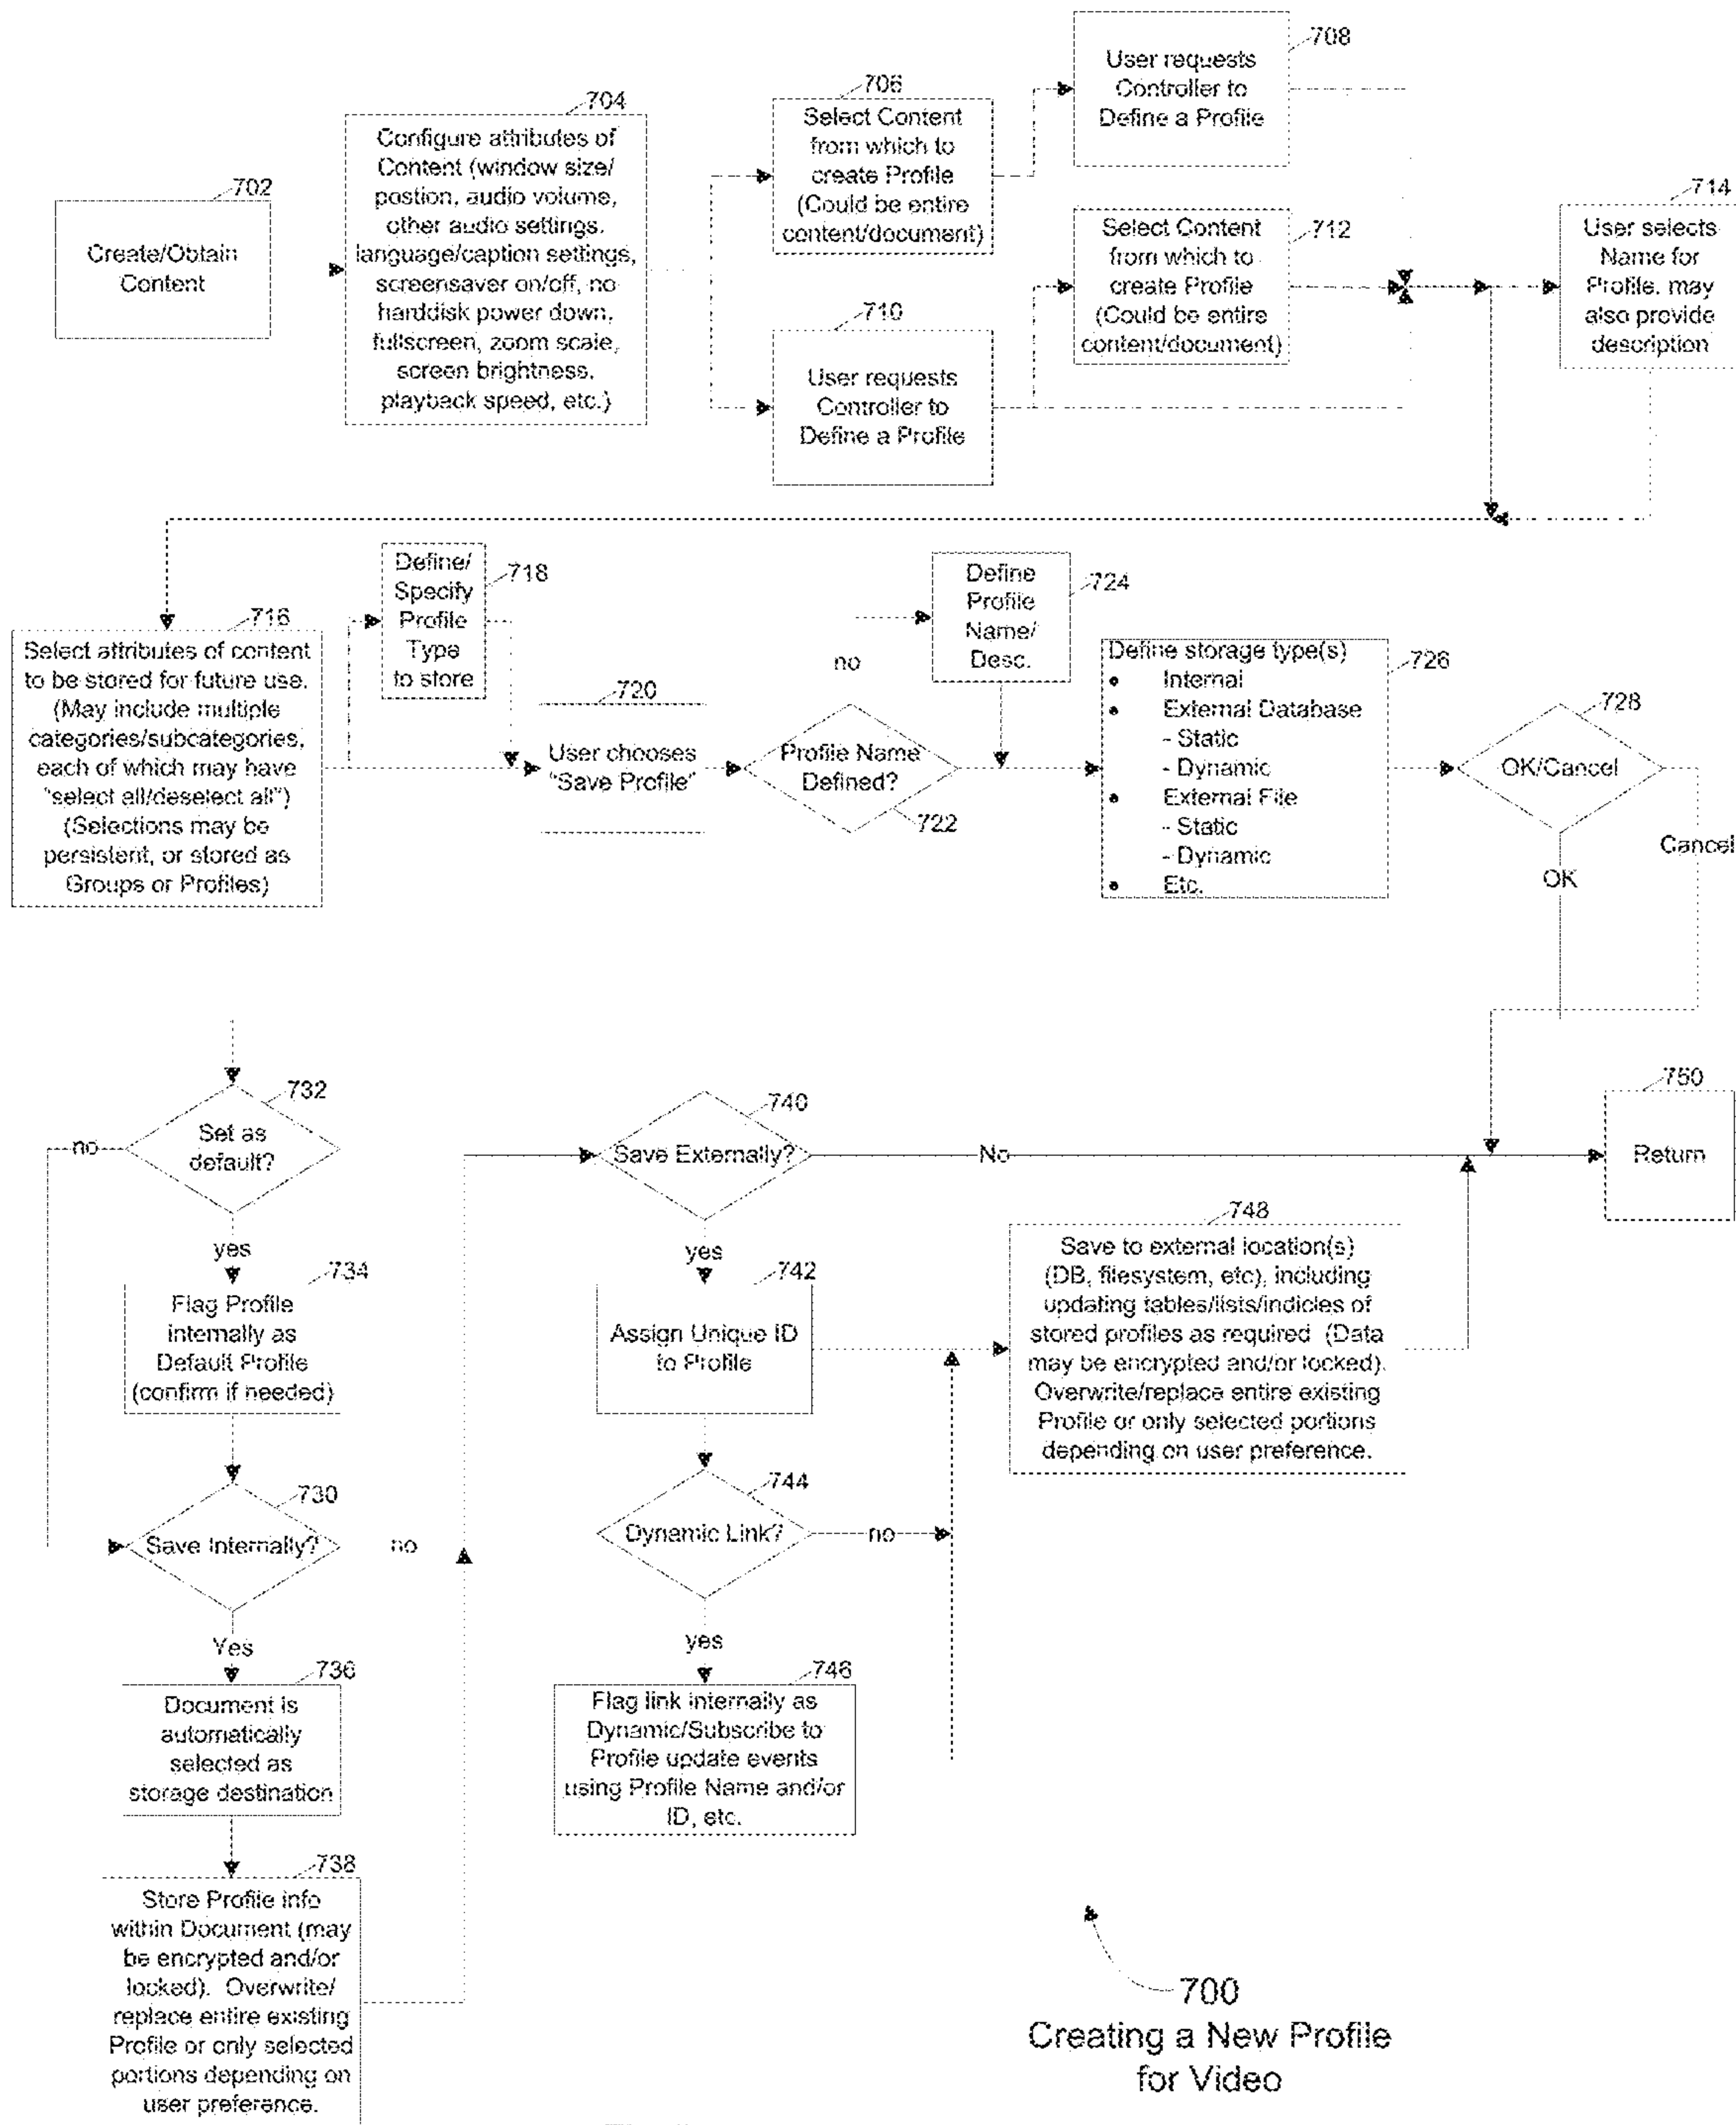 702
Create/Obtain
Content
704
Configure attributes of
Content (window size/
postion, audio volume,
other audio settings,
language/caption settings,
screensaver on/off, no
harddisk power down,
fullscreen, zoom scale,
screen brightness,
playback speed, etc.)
706
Select Content
from which to
create Profile
(Could be entire
content/document)
708
User requests
Controller to
Define a Profile
710
User requests
Controller to
Define a Profile
712
Select Content
from which to
create Profile
(Could be entire
content/document)
714
User selects
Name for
Profile, may
also provide
description
716
Select attributes of content
to be stored for future use.
(May include multiple
categories/subcategories,
each of which may have
"select all/deselect all")
(Selections may be
persistent, or stored as
Groups or Profiles)
718
Define/
Specify
Profile
Type
to store
720
User chooses
"Save Profile"
722
Profile Name
Defined?
no
724
Define
Profile
Name/
Desc.
726
Define storage type(s)
• Internal
• External Database
- Static
- Dynamic
• External File
- Static
- Dynamic
• Etc.
728
OK/Cancel
Cancel
OK
732
Set as
default?
no
yes
734
Flag Profile
internally as
Default Profile
(confirm if needed)
730
Save Internally?
no
Yes
736
Document is
automatically
selected as
storage destination
738
Store Profile info
within Document (may
be encrypted and/or
locked). Overwrite/
replace entire existing
Profile or only selected
portions depending on
user preference.
740
Save Externally?
No
yes
742
Assign Unique ID
to Profile
744
Dynamic Link?
no
yes
746
Flag link internally as
Dynamic/Subscribe to
Profile update events
using Profile Name and/or
ID, etc.
748
Save to external location(s)
(DB, filesystem, etc), including
updating tables/lists/indicies of
stored profiles as required (Data
may be encrypted and/or locked).
Overwrite/replace entire existing
Profile or only selected portions
depending on user preference.
750
Return
700
Creating a New Profile
for Video